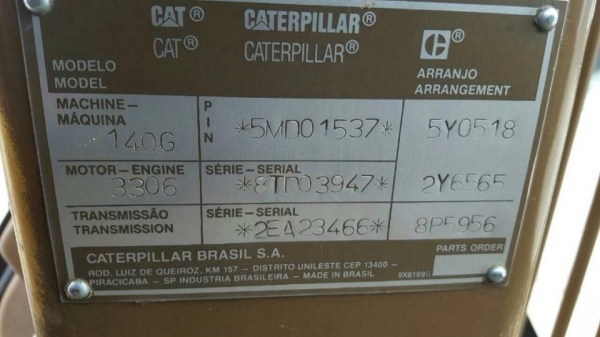 CAT® CATERPILLAR®
CAT® CATERPILLAR C®
MODELO
MODEL
ARRANJO
ARRANGEMENT
MACHINE-
MÁQUINA
140G
PIN
*5MD01537*
5Y0518
MOTOR-ENGINE
3306
SÉRIE-SERIAL
*8TD03947*
2Y6565
TRANSMISSÃO
TRANSMISSION
SÉRIE-SERIAL
*2EA23466*
8P5956
CATERPILLAR BRASIL S.A.
PARTS ORDER
ROD. LUIZ DE QUEIROZ, KM 157 - DISTRITO UNILESTE CEP 13400 -
PIRACICABA - SP INDUSTRIA BRASILEIRA - MADE IN BRASIL